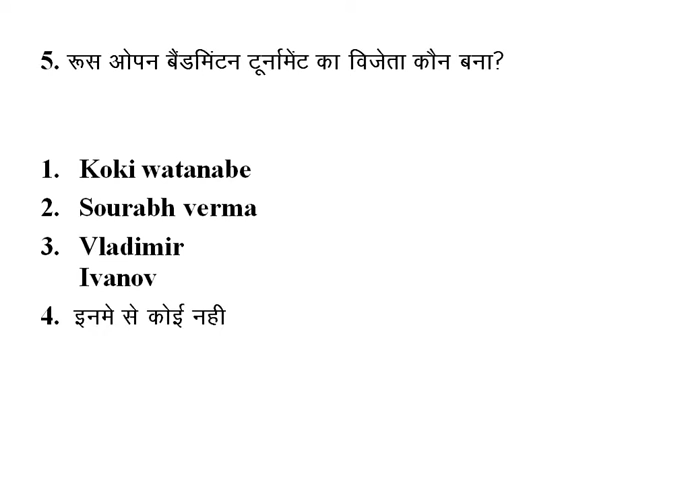 5. रूस ओपन बैंडमिंटन टूर्नामेंट का विजेता कौन बना?
1. Koki watanabe
2. Sourabh verma
3. Vladimir
Ivanov
4. इनमे से कोई नही